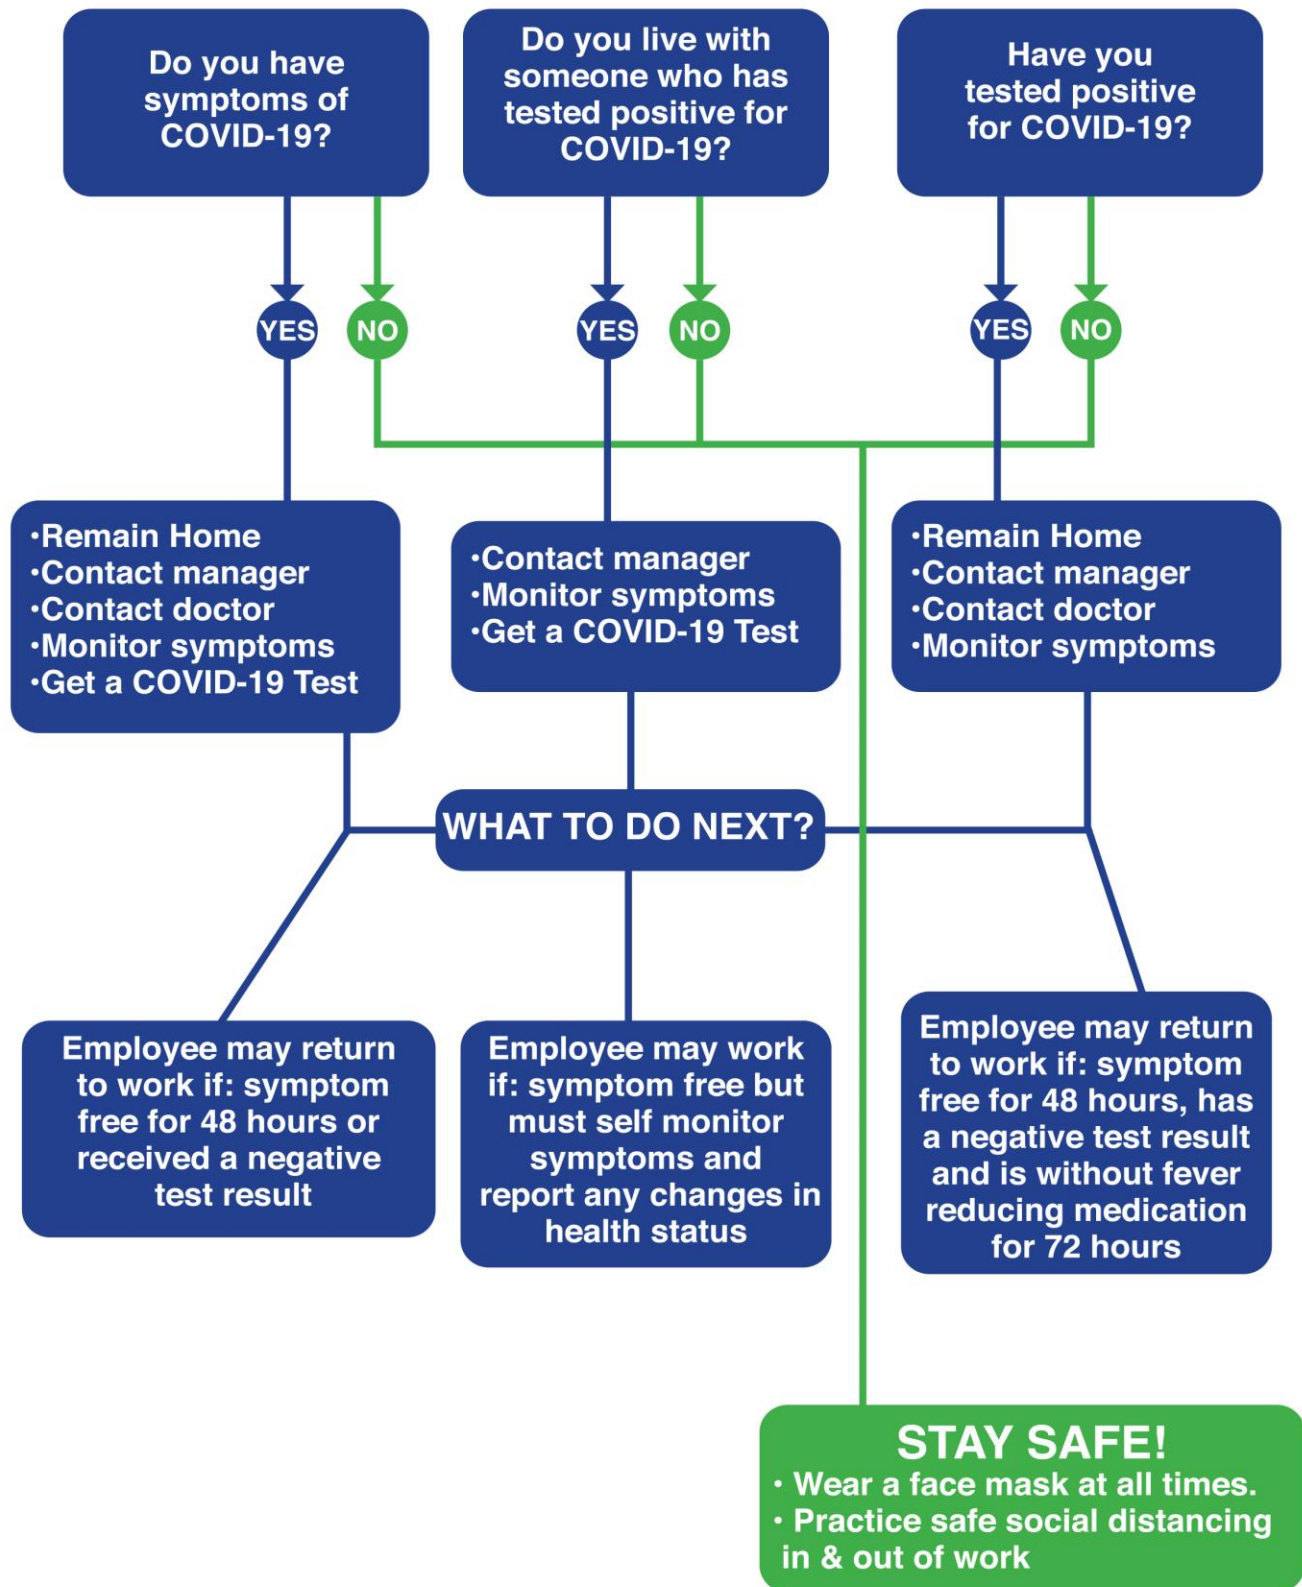 Do you have
symptoms of
COVID-19?
Do you live with
someone who has
tested positive for
COVID-19?
Have you
tested positive
for COVID-19?
YES
NO
YES
NO
YES
NO
•Remain Home
•Contact manager
•Contact doctor
•Monitor symptoms
•Get a COVID-19 Test
•Contact manager
•Monitor symptoms
•Get a COVID-19 Test
•Remain Home
•Contact manager
•Contact doctor
•Monitor symptoms
WHAT TO DO NEXT?
Employee may return
to work if: symptom
free for 48 hours or
received a negative
test result
Employee may work
if: symptom free but
must self monitor
symptoms and
report any changes in
health status
Employee may return
to work if: symptom
free for 48 hours, has
a negative test result
and is without fever
reducing medication
for 72 hours
STAY SAFE!
• Wear a face mask at all times.
• Practice safe social distancing
in & out of work